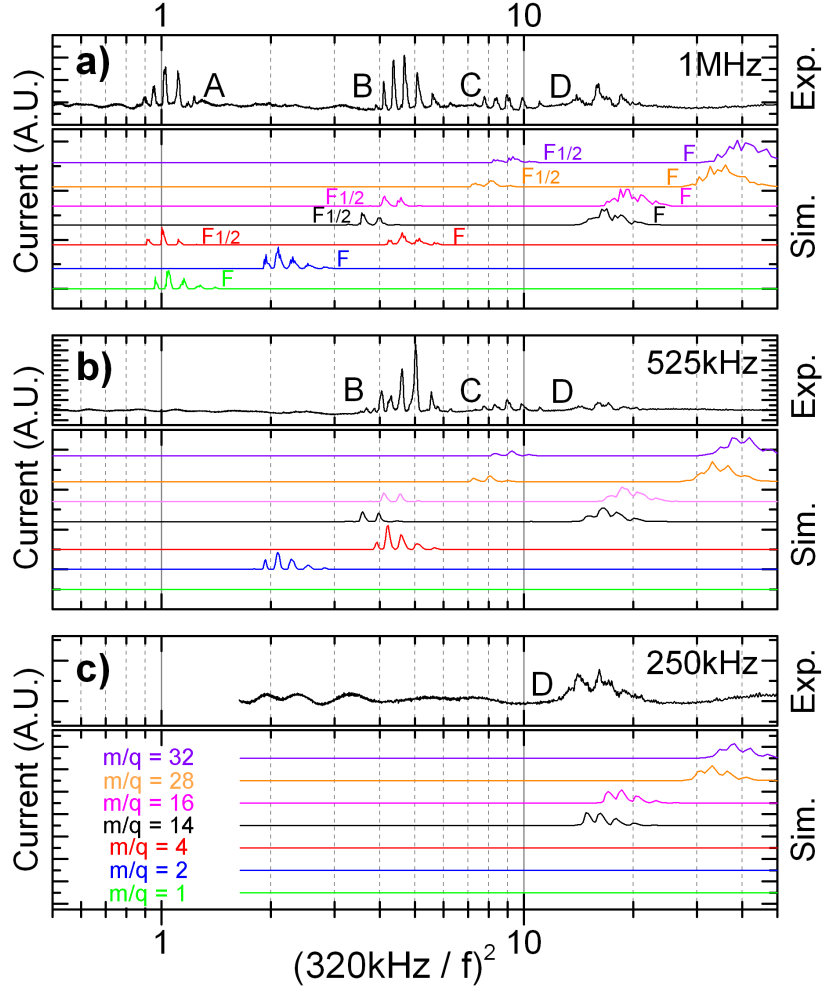 1 10
a) A B C D 1MHz
Current (A.U.)
Exp.
F1/2 F
F1/2 F
F1/2 F
F1/2 F
F1/2 F
F
F
Sim.
b) B C D 525kHz
Current (A.U.)
Exp.
Sim.
c) D 250kHz
Current (A.U.)
Exp.
m/q = 32
m/q = 28
m/q = 16
m/q = 14
m/q = 4
m/q = 2
m/q = 1
Sim.
1 10
(320kHz / f)²